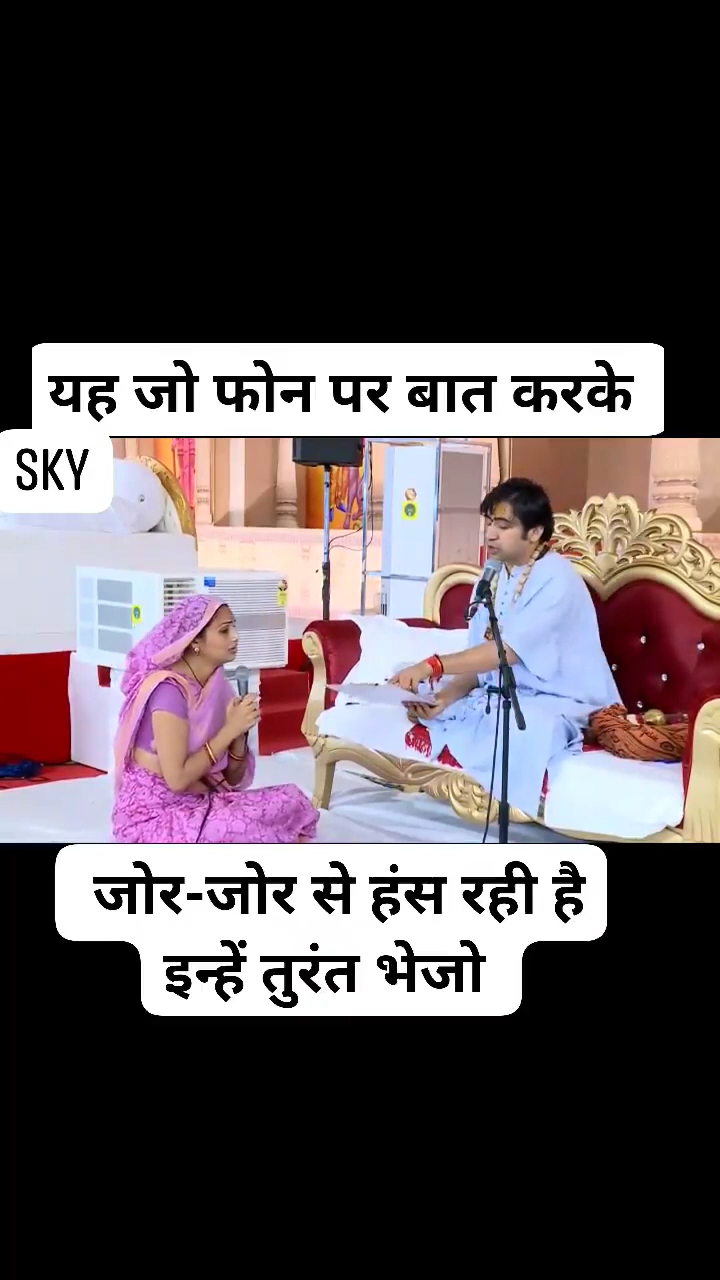 यह जो फोन पर बात करके
SKY
जोर-जोर से हंस रही है
इन्हें तुरंत भेजो